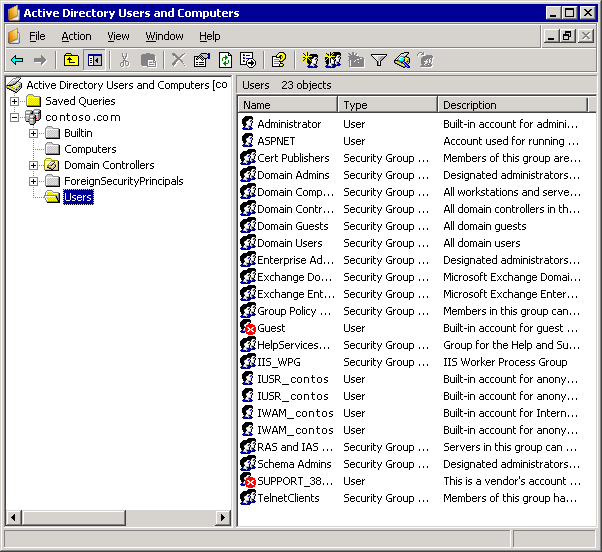 Active Directory Users and Computers
File Action View Window Help
Active Directory Users and Computers [co
Saved Queries
contoso.com
Builtin
Computers
Domain Controllers
ForeignSecurityPrincipals
Users
Users 23 objects
Name Type Description
Administrator User Built-in account for admini...
ASPNET User Account used for running ...
Cert Publishers Security Group ... Members of this group are...
Domain Admins Security Group ... Designated administrators...
Domain Comp... Security Group ... All workstations and serve...
Domain Contr... Security Group ... All domain controllers in th...
Domain Guests Security Group ... All domain guests
Domain Users Security Group ... All domain users
Enterprise Ad... Security Group ... Designated administrators...
Exchange Do... Security Group ... Microsoft Exchange Domai...
Exchange Ent... Security Group ... Microsoft Exchange Enter...
Group Policy ... Security Group ... Members in this group can...
Guest User Built-in account for guest ...
HelpServices... Security Group ... Group for the Help and Su...
IIS_WPG Security Group ... IIS Worker Process Group
IUSR_contos User Built-in account for anony...
IUSR_contos User Built-in account for anony...
IWAM_contos User Built-in account for Intern...
IWAM_contos User Built-in account for anony...
RAS and IAS ... Security Group ... Servers in this group can ...
Schema Admins Security Group ... Designated administrators...
SUPPORT_38... User This is a vendor's account ...
TelnetClients Security Group ... Members of this group ha...